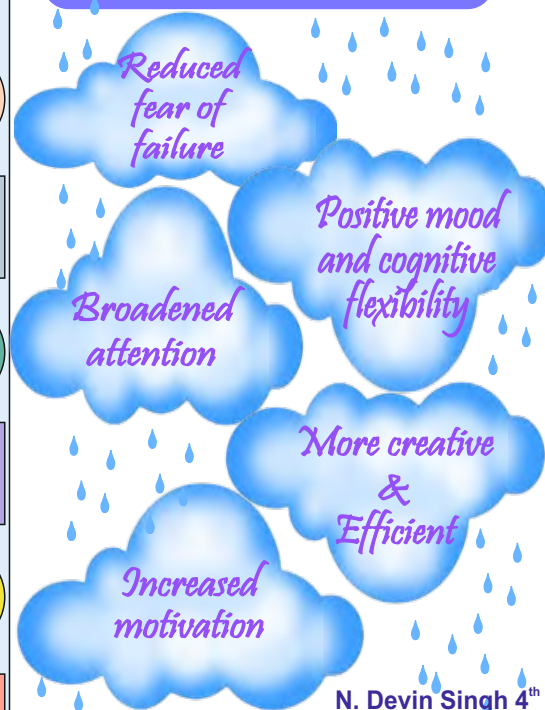 Reduced
fear of
failure
Positive mood
and cognitive
flexibility
Broadened
attention
More creative
&
Efficient
Increased
motivation
N. Devin Singh 4th